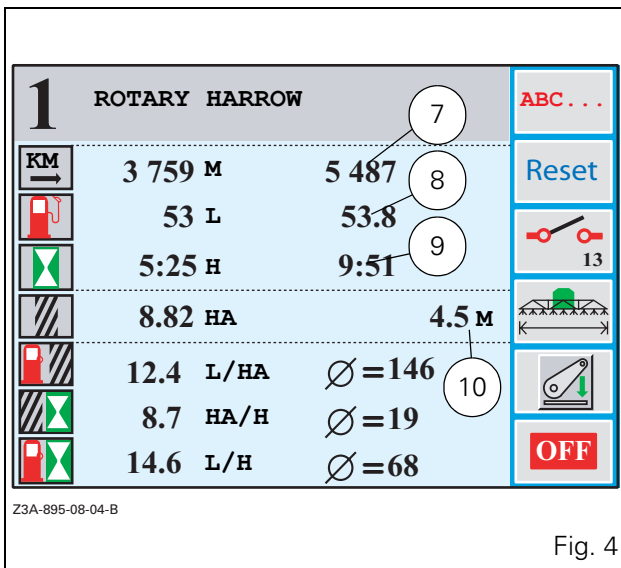 1 ROTARY HARROW 7 ABC...
KM 3 759 M 5 487 8 Reset
53 L 53.8 9
5:25 H 9:51 13
8.82 HA 4.5 M
12.4 L/HA Ø=146 10
8.7 HA/H Ø=19
14.6 L/H Ø=68 OFF
Z3A-895-08-04-B
Fig. 4